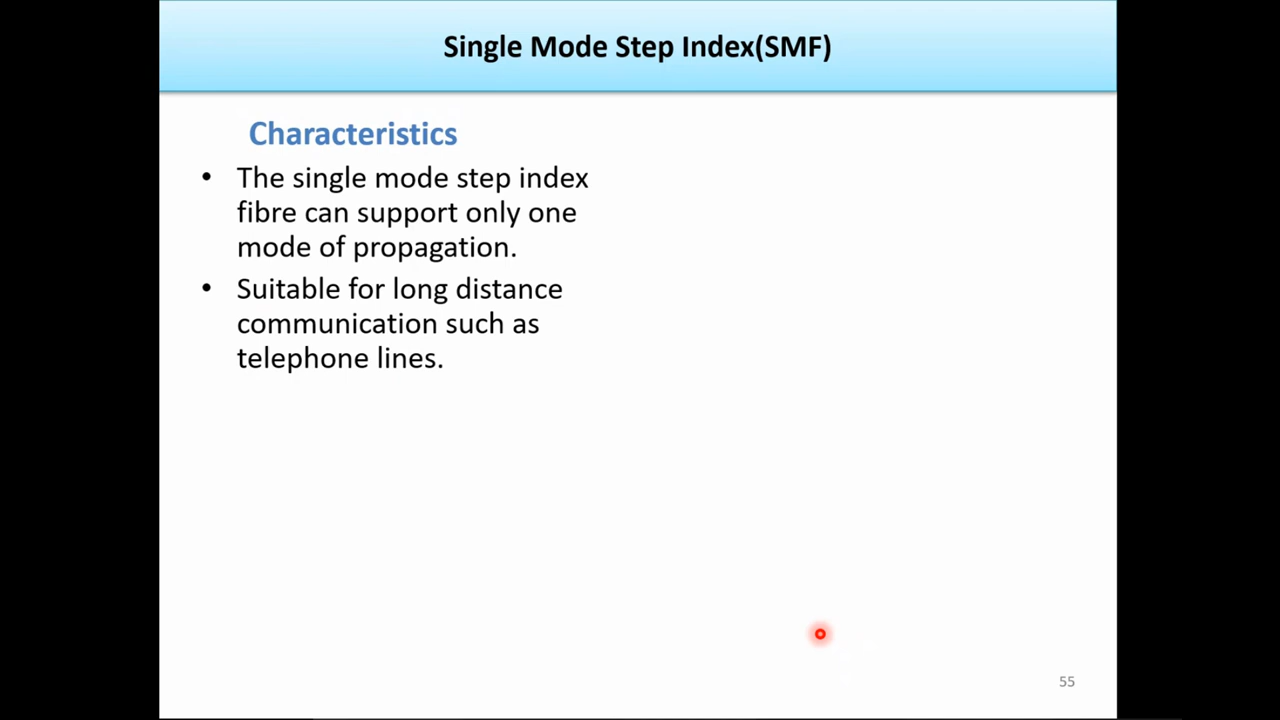 Single Mode Step Index(SMF)
Characteristics
• The single mode step index
fibre can support only one
mode of propagation.
• Suitable for long distance
communication such as
telephone lines.
55